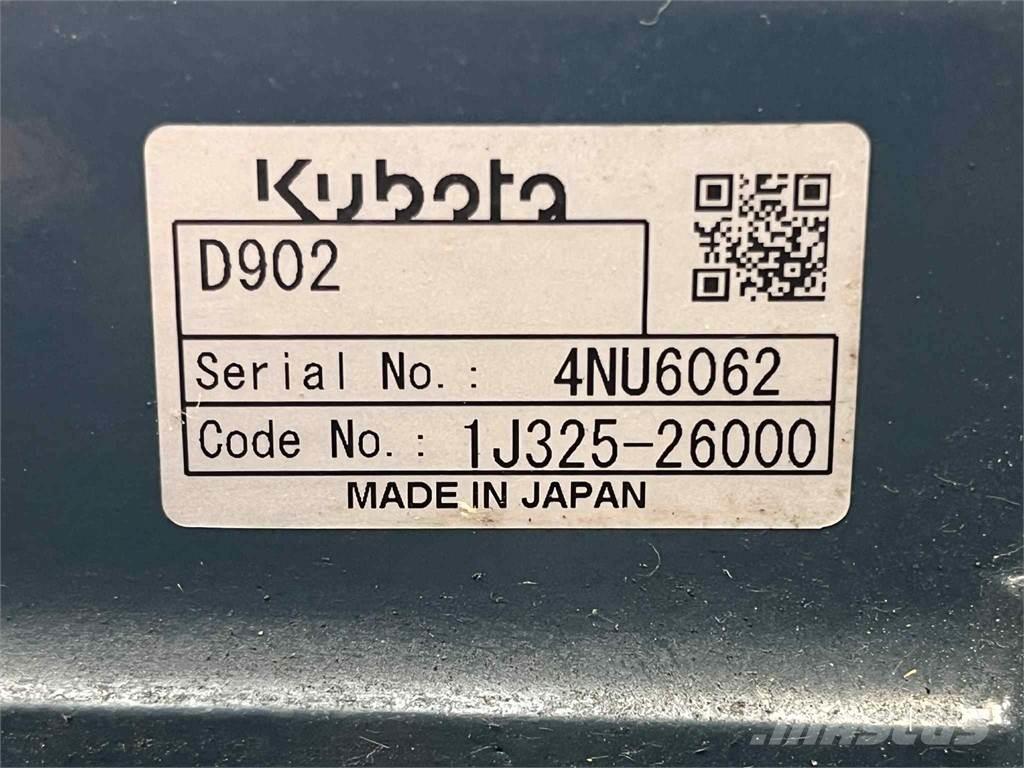 Kubota
D902
Serial No.: 4NU6062
Code No.: 1J325-26000
MADE IN JAPAN
MASCUS